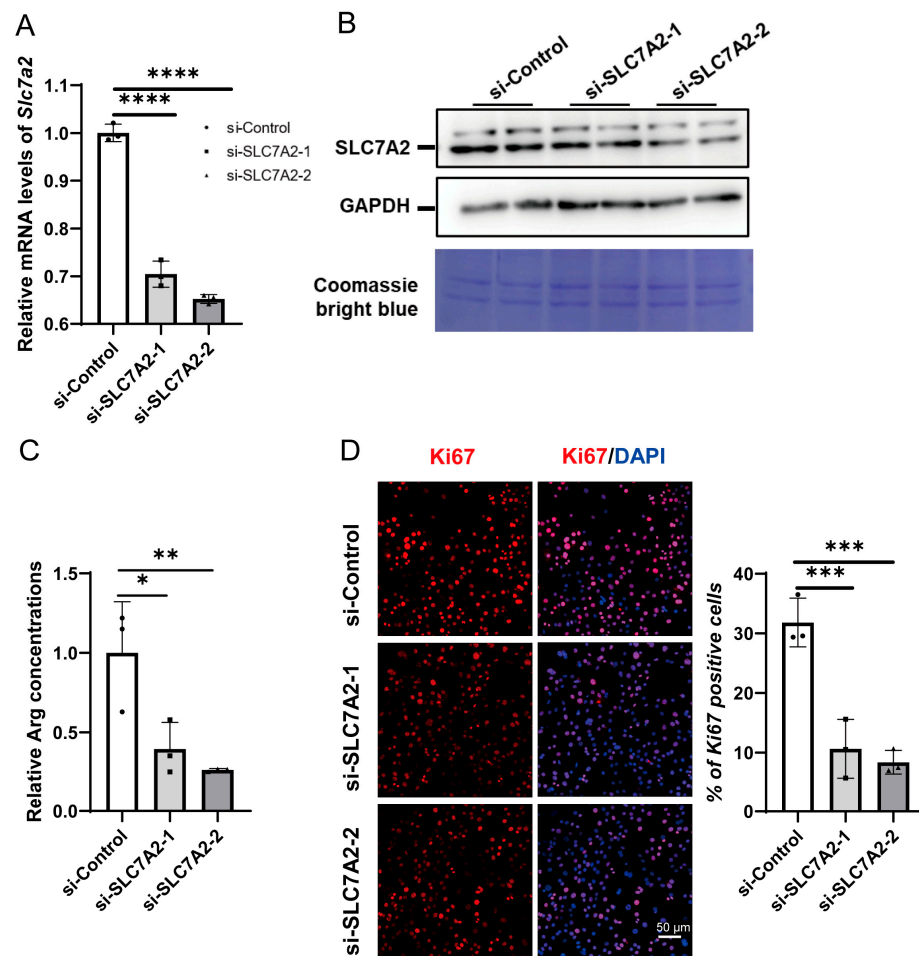 A
Relative mRNA levels of Slc7a2
1.1
1.0
0.9
0.8
0.7
0.6
****
****
si-Control
si-SLC7A2-1
si-SLC7A2-2
si-Control
si-SLC7A2-1
si-SLC7A2-2
B
si-Control
si-SLC7A2-1
si-SLC7A2-2
SLC7A2
GAPDH
Coomassie
bright blue
C
Relative Arg concentrations
1.5
1.0
0.5
0.0
**
*
si-Control
si-SLC7A2-1
si-SLC7A2-2
D
Ki67
Ki67/DAPI
si-Control
si-SLC7A2-1
si-SLC7A2-2
50 μm
% of Ki67 positive cells
40
30
20
10
0
***
***
si-Control
si-SLC7A2-1
si-SLC7A2-2